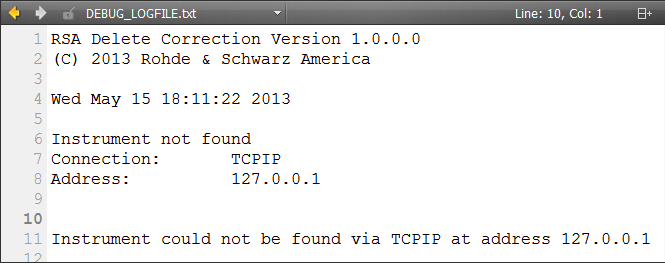 DEBUG_LOGFILE.txt Line: 10, Col: 1
1 RSA Delete Correction Version 1.0.0.0
2 (C) 2013 Rohde & Schwarz America
3
4 Wed May 15 18:11:22 2013
5
6 Instrument not found
7 Connection: TCPIP
8 Address: 127.0.0.1
9
10
11 Instrument could not be found via TCPIP at address 127.0.0.1
12